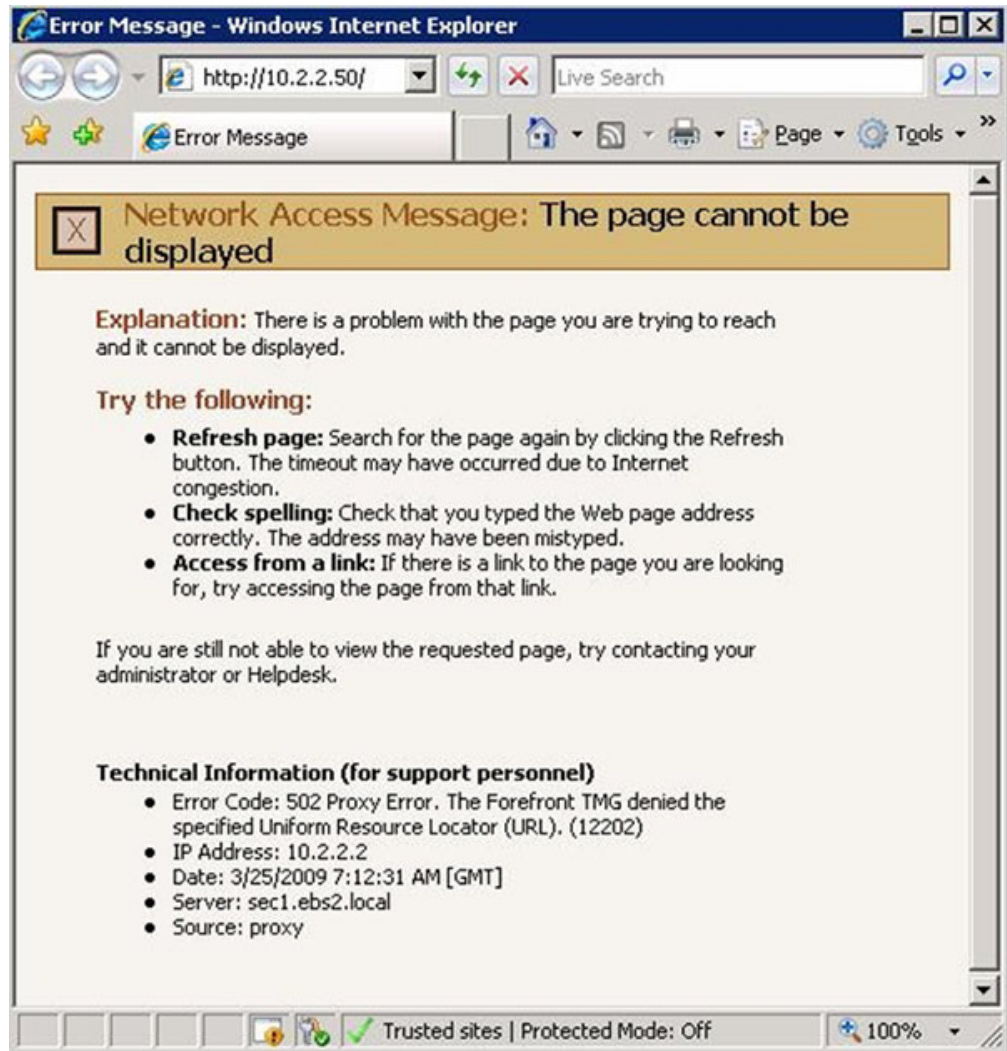 Error Message - Windows Internet Explorer
http://10.2.2.50/
Live Search
Error Message
Page
Tools
»
X
Network Access Message: The page cannot be
displayed
Explanation: There is a problem with the page you are trying to reach
and it cannot be displayed.
Try the following:
• Refresh page: Search for the page again by clicking the Refresh
button. The timeout may have occurred due to Internet
congestion.
• Check spelling: Check that you typed the Web page address
correctly. The address may have been mistyped.
• Access from a link: If there is a link to the page you are looking
for, try accessing the page from that link.
If you are still not able to view the requested page, try contacting your
administrator or Helpdesk.
Technical Information (for support personnel)
• Error Code: 502 Proxy Error. The Forefront TMG denied the
specified Uniform Resource Locator (URL). (12202)
• IP Address: 10.2.2.2
• Date: 3/25/2009 7:12:31 AM [GMT]
• Server: sec1.ebs2.local
• Source: proxy
Trusted sites | Protected Mode: Off
100%